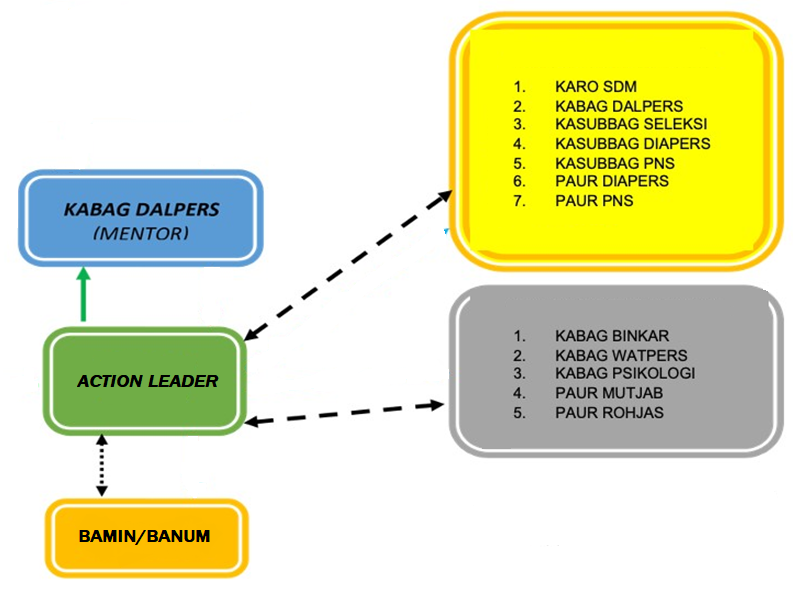 KABAG DALPERS
(MENTOR)
ACTION LEADER
BAMIN/BANUM
1. KARO SDM
2. KABAG DALPERS
3. KASUBBAG SELEKSI
4. KASUBBAG DIAPERS
5. KASUBBAG PNS
6. PAUR DIAPERS
7. PAUR PNS
1. KABAG BINKAR
2. KABAG WATPERS
3. KABAG PSIKOLOGI
4. PAUR MUTJAB
5. PAUR ROHJAS